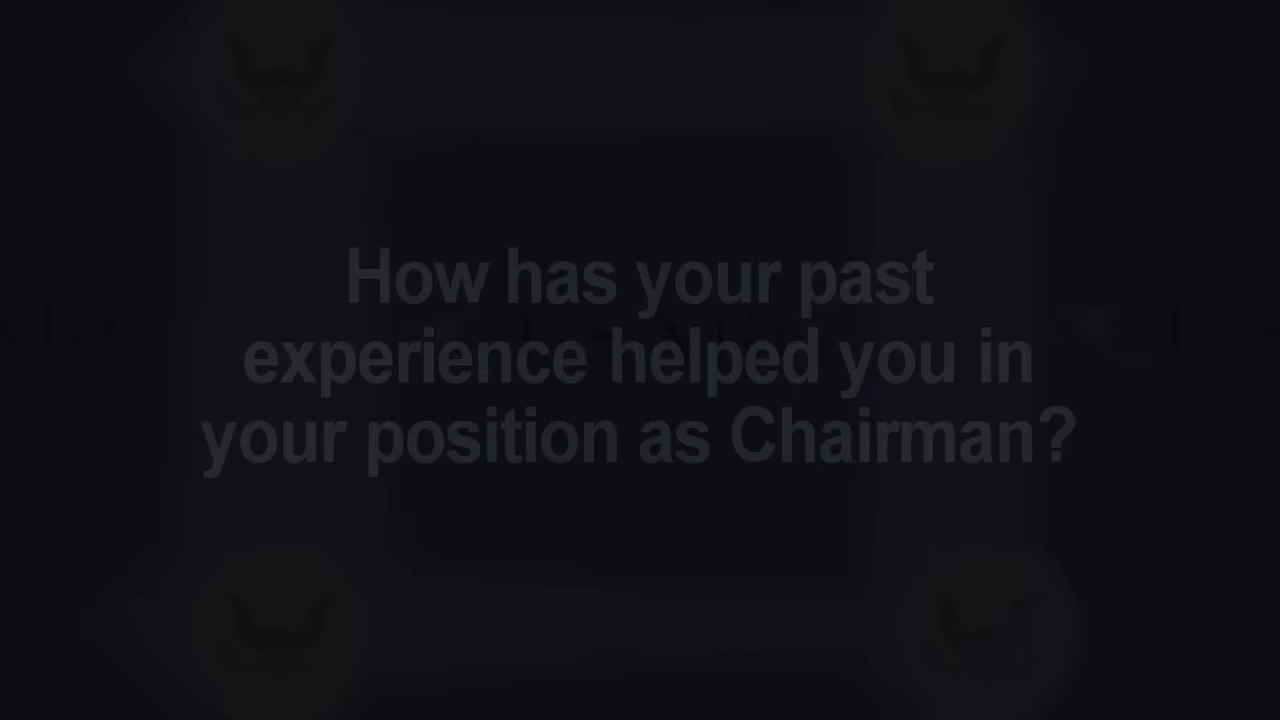 How has your past
experience helped you in
your position as Chairman?